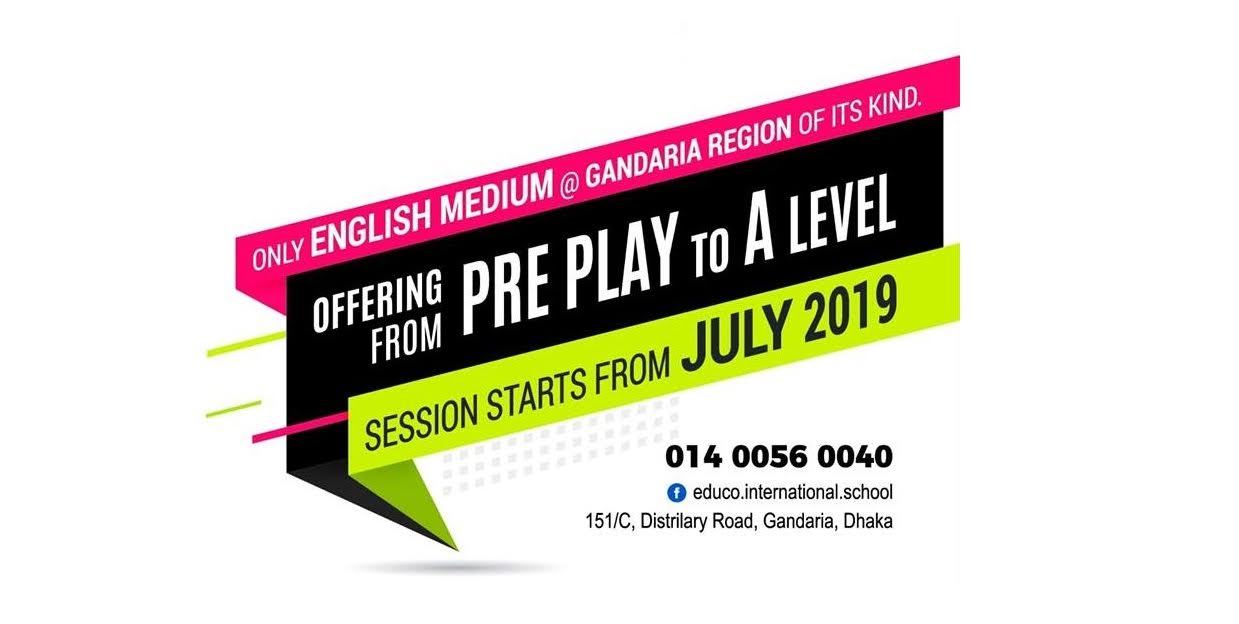 ONLY ENGLISH MEDIUM @ GANDARIA REGION OF ITS KIND.
OFFERING FROM PRE PLAY TO A LEVEL
SESSION STARTS FROM JULY 2019
014 0056 0040
educo.international.school
151/C, Distrilary Road, Gandaria, Dhaka